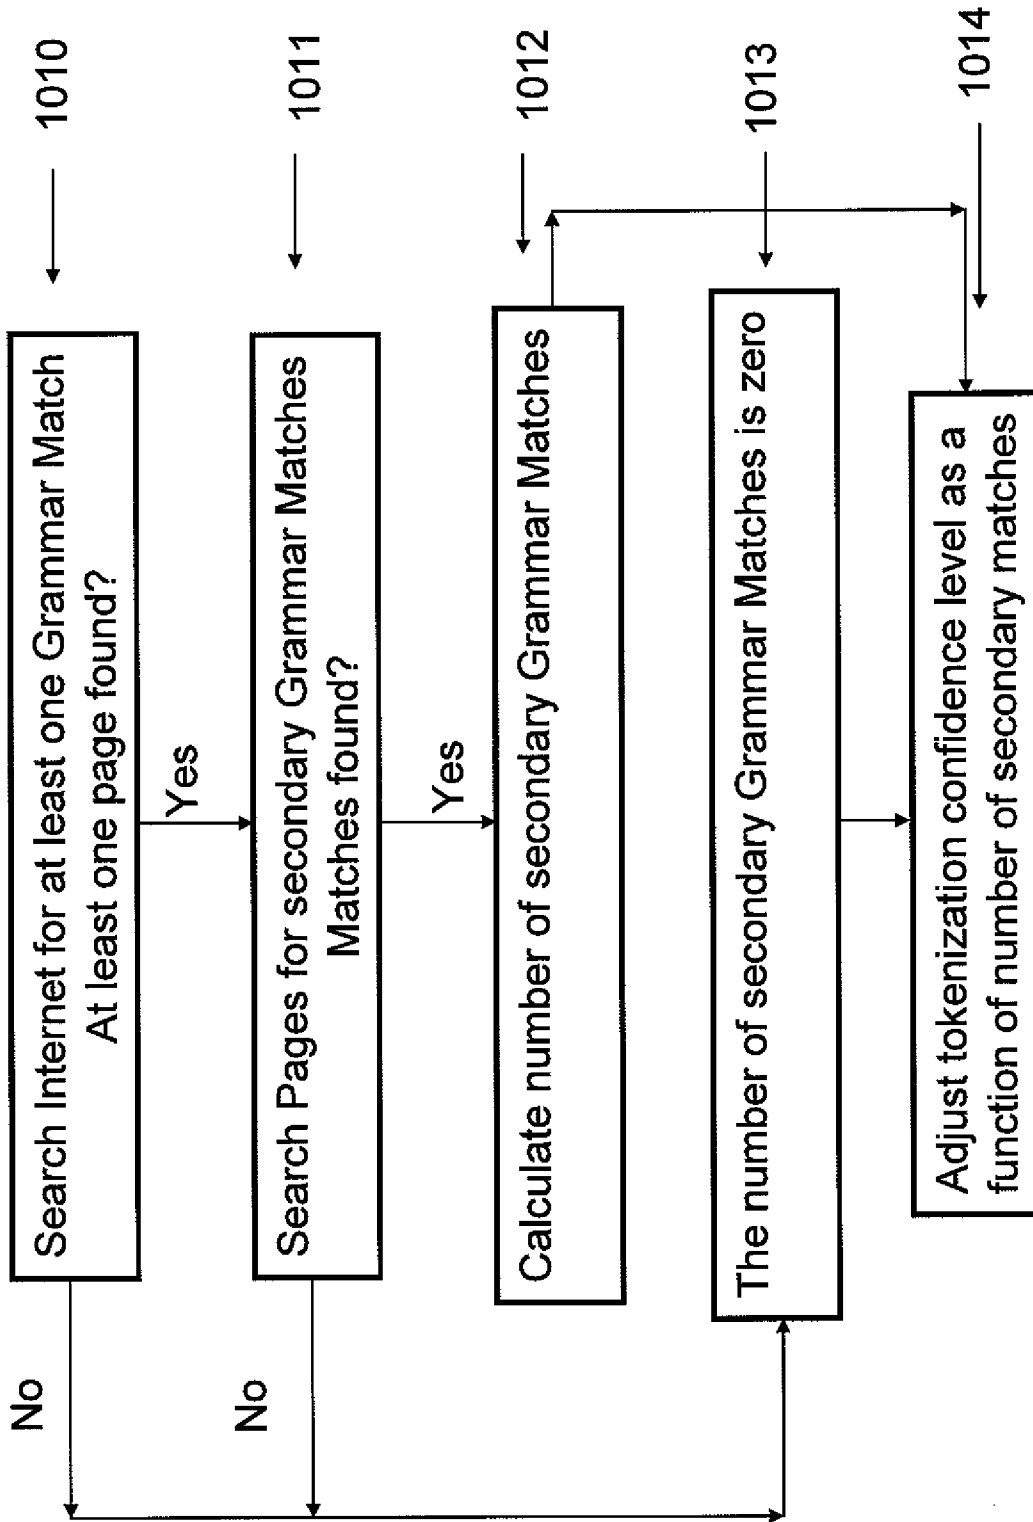 Search Internet for at least one Grammar Match
At least one page found?
1010
No
Yes
Search Pages for secondary Grammar Matches
Matches found?
1011
No
Yes
Calculate number of secondary Grammar Matches
1012
The number of secondary Grammar Matches is zero
1013
Adjust tokenization confidence level as a
function of number of secondary matches
1014